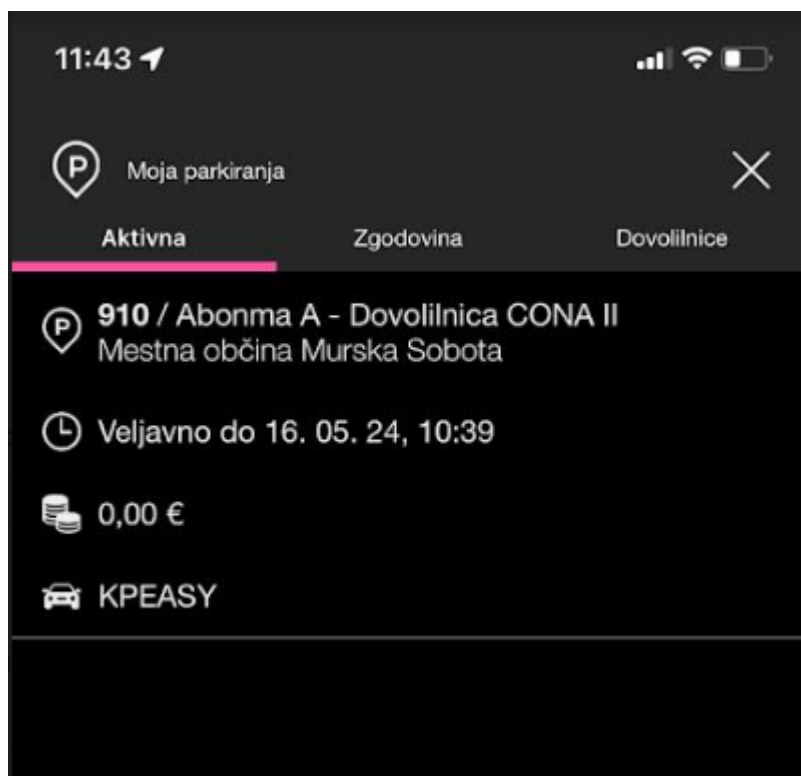 11:43
P Moja parkiranja
Aktivna Zgodovina Dovolilnice
P 910 / Abonma A - Dovolilnica CONA II
Mestna občina Murska Sobota
Veljavno do 16. 05. 24, 10:39
0,00 €
KPEASY